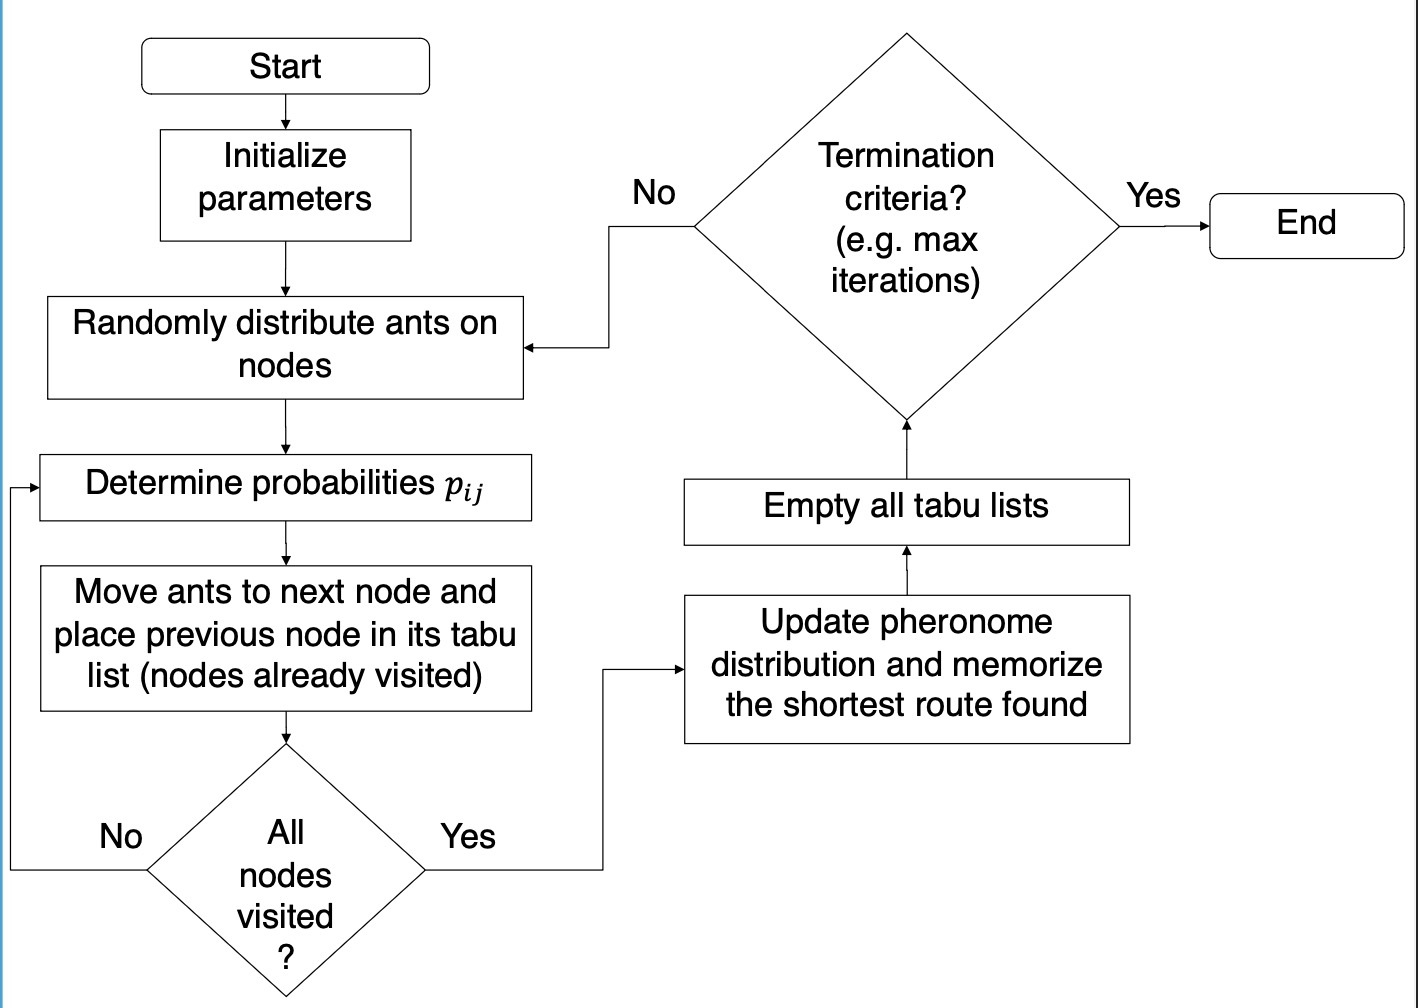 Start
Initialize
parameters
Randomly distribute ants on
nodes
Determine probabilities 𝑝𝑖𝑗
Move ants to next node and
place previous node in its tabu
list (nodes already visited)
All
nodes
visited
?
No
Yes
Update pheronome
distribution and memorize
the shortest route found
Empty all tabu lists
Termination
criteria?
(e.g. max
iterations)
No
Yes
End